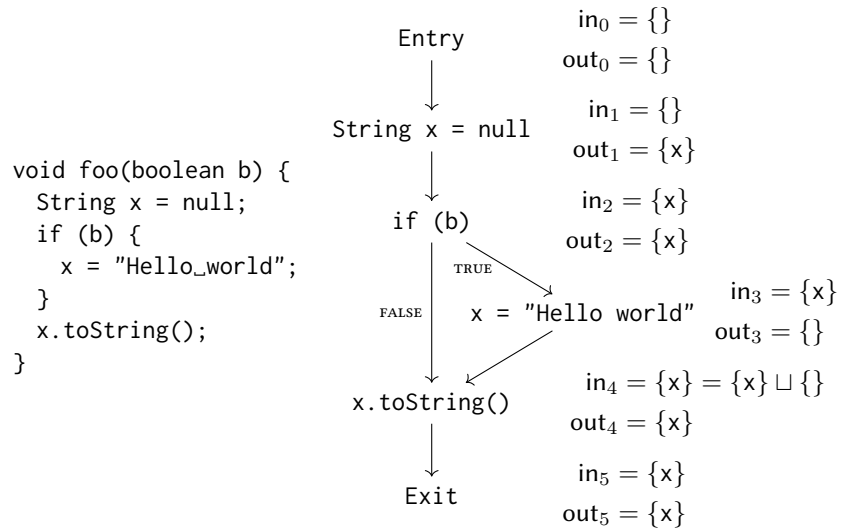 void foo(boolean b) {
String x = null;
if (b) {
x = "Hello␣world";
}
x.toString();
}
Entry
in₀ = {}
out₀ = {}
String x = null
in₁ = {}
out₁ = {x}
if (b)
in₂ = {x}
out₂ = {x}
TRUE
FALSE
x = "Hello world"
in₃ = {x}
out₃ = {}
x.toString()
in₄ = {x} = {x} ⊔ {}
out₄ = {x}
Exit
in₅ = {x}
out₅ = {x}